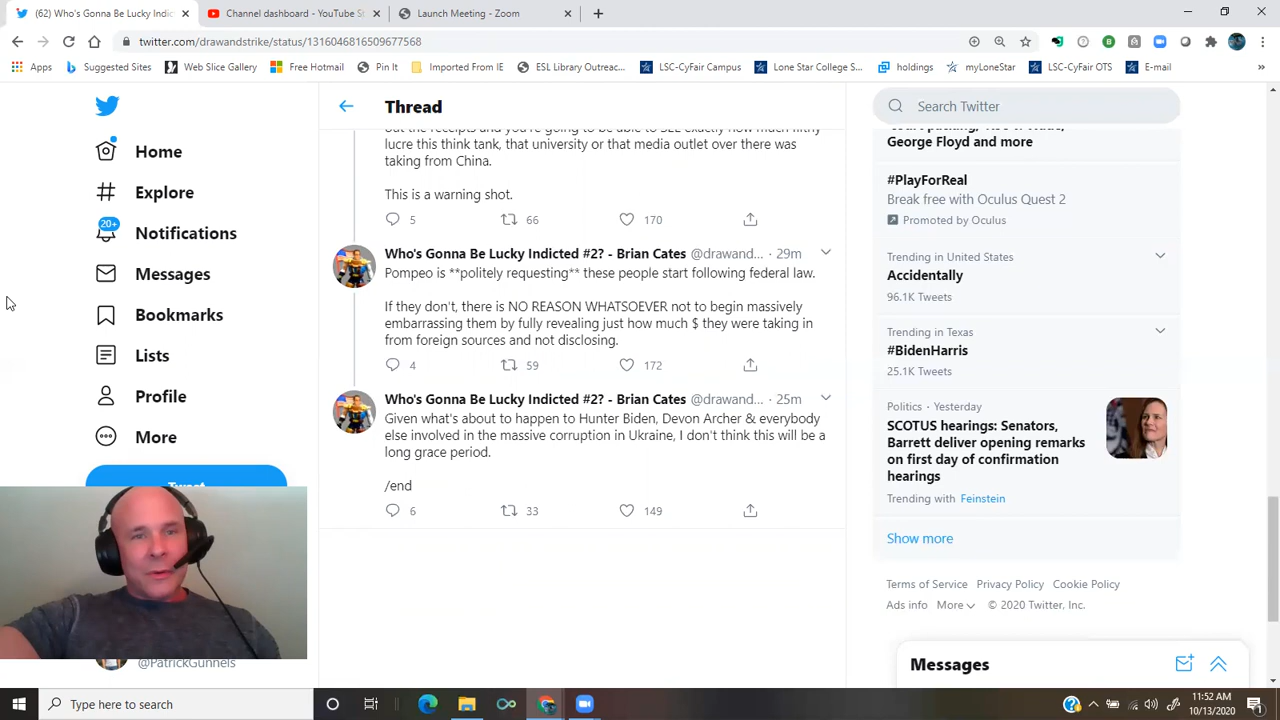 (62) Who's Gonna Be Lucky Indic
Channel dashboard - YouTube St
Launch Meeting - Zoom
twitter.com/drawandstrike/status/1316046816509677568
Apps
Suggested Sites
Web Slice Gallery
Free Hotmail
Pin It
Imported From IE
ESL Library Outreac...
LSC-CyFair Campus
Lone Star College S...
holdings
myLoneStar
LSC-CyFair OTS
E-mail
»
Home
Explore
20+
Notifications
Messages
Bookmarks
Lists
Profile
More
Tweet
@PatrickGunnels
Thread
out the receipts and you're going to be able to SEE exactly how much filthy
lucre this think tank, that university or that media outlet over there was
taking from China.
This is a warning shot.
5 66 170
Who's Gonna Be Lucky Indicted #2? - Brian Cates @drawand... · 29m
Pompeo is **politely requesting** these people start following federal law.
If they don't, there is NO REASON WHATSOEVER not to begin massively
embarrassing them by fully revealing just how much $ they were taking in
from foreign sources and not disclosing.
4 59 172
Who's Gonna Be Lucky Indicted #2? - Brian Cates @drawand... · 25m
Given what's about to happen to Hunter Biden, Devon Archer & everybody
else involved in the massive corruption in Ukraine, I don't think this will be a
long grace period.
/end
6 33 149
Search Twitter
George Floyd and more
#PlayForReal
Break free with Oculus Quest 2
Promoted by Oculus
Trending in United States
Accidentally
96.1K Tweets
Trending in Texas
#BidenHarris
25.1K Tweets
Politics · Yesterday
SCOTUS hearings: Senators,
Barrett deliver opening remarks
on first day of confirmation
hearings
Trending with Feinstein
Show more
Terms of Service Privacy Policy Cookie Policy
Ads info More © 2020 Twitter, Inc.
Messages
Type here to search
11:52 AM
10/13/2020